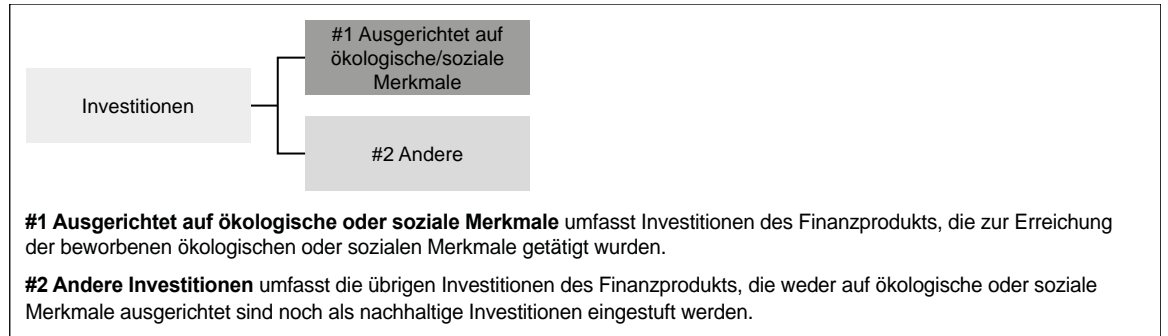 #1 Ausgerichtet auf
ökologische/soziale
Merkmale
Investitionen
#2 Andere
#1 Ausgerichtet auf ökologische oder soziale Merkmale umfasst Investitionen des Finanzprodukts, die zur Erreichung
der beworbenen ökologischen oder sozialen Merkmale getätigt wurden.
#2 Andere Investitionen umfasst die übrigen Investitionen des Finanzprodukts, die weder auf ökologische oder soziale
Merkmale ausgerichtet sind noch als nachhaltige Investitionen eingestuft werden.